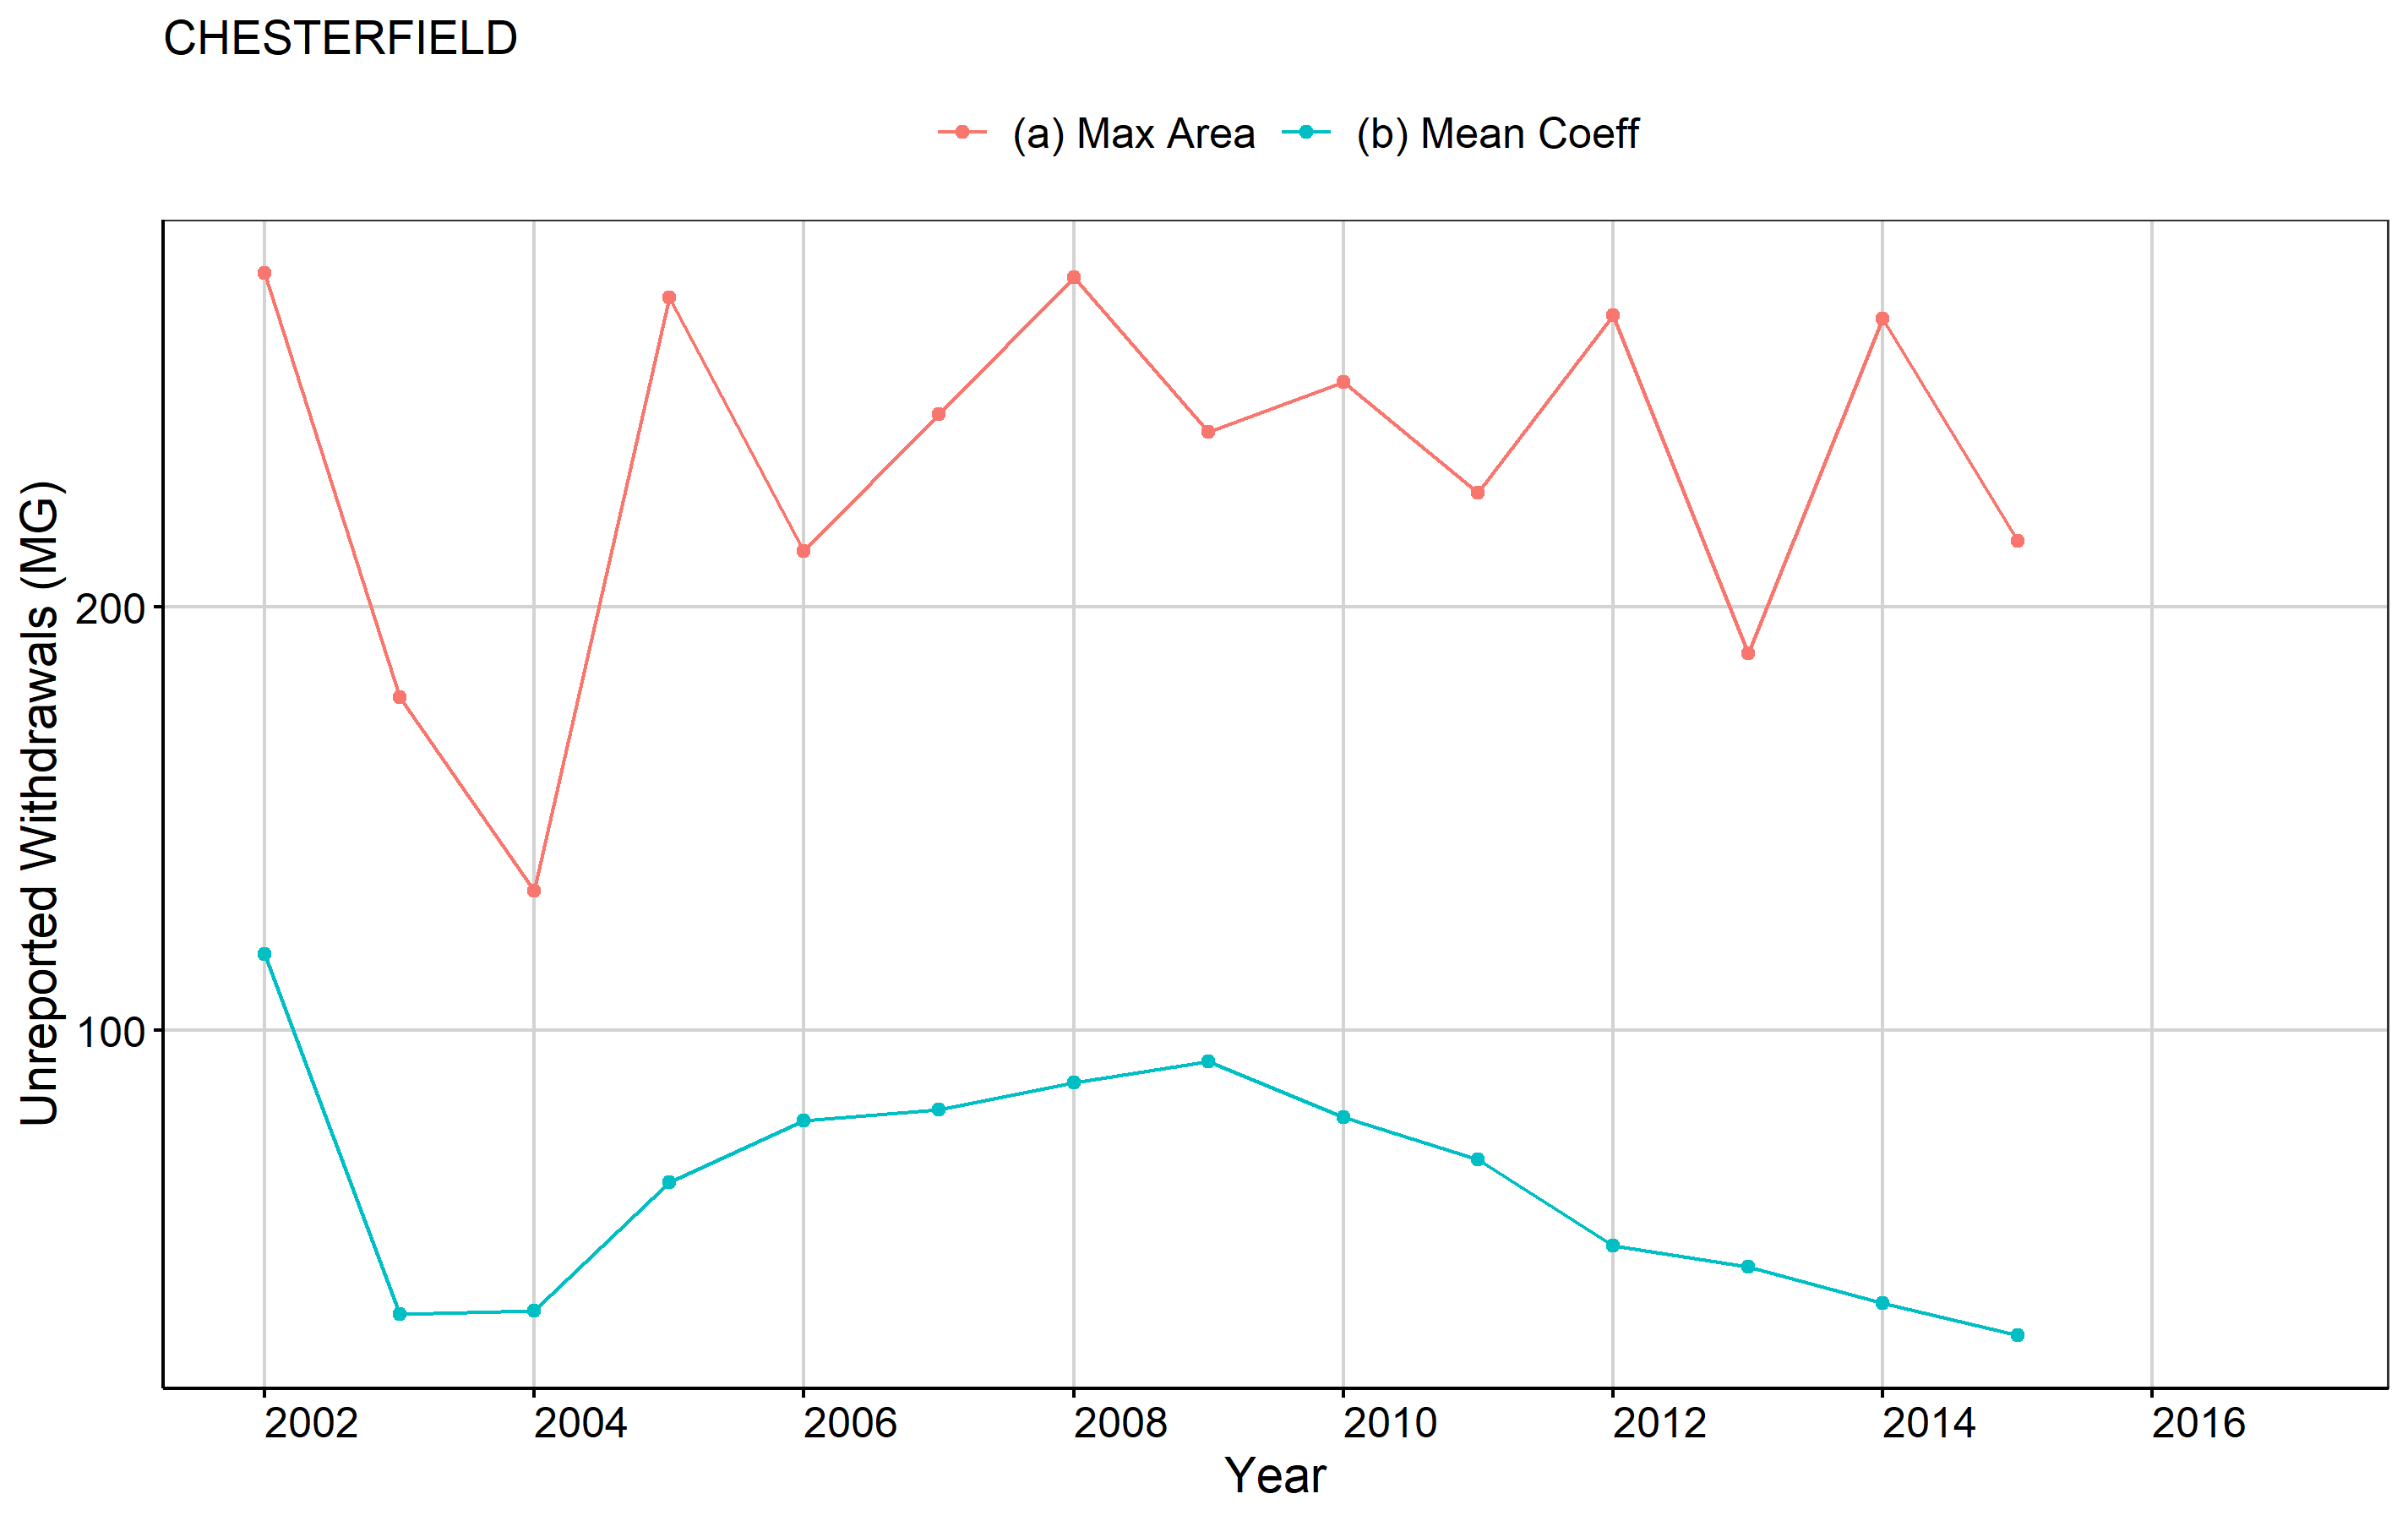 CHESTERFIELD
(a) Max Area (b) Mean Coeff
Unreported Withdrawals (MG)
200
100
2002 2004 2006 2008 2010 2012 2014 2016
Year